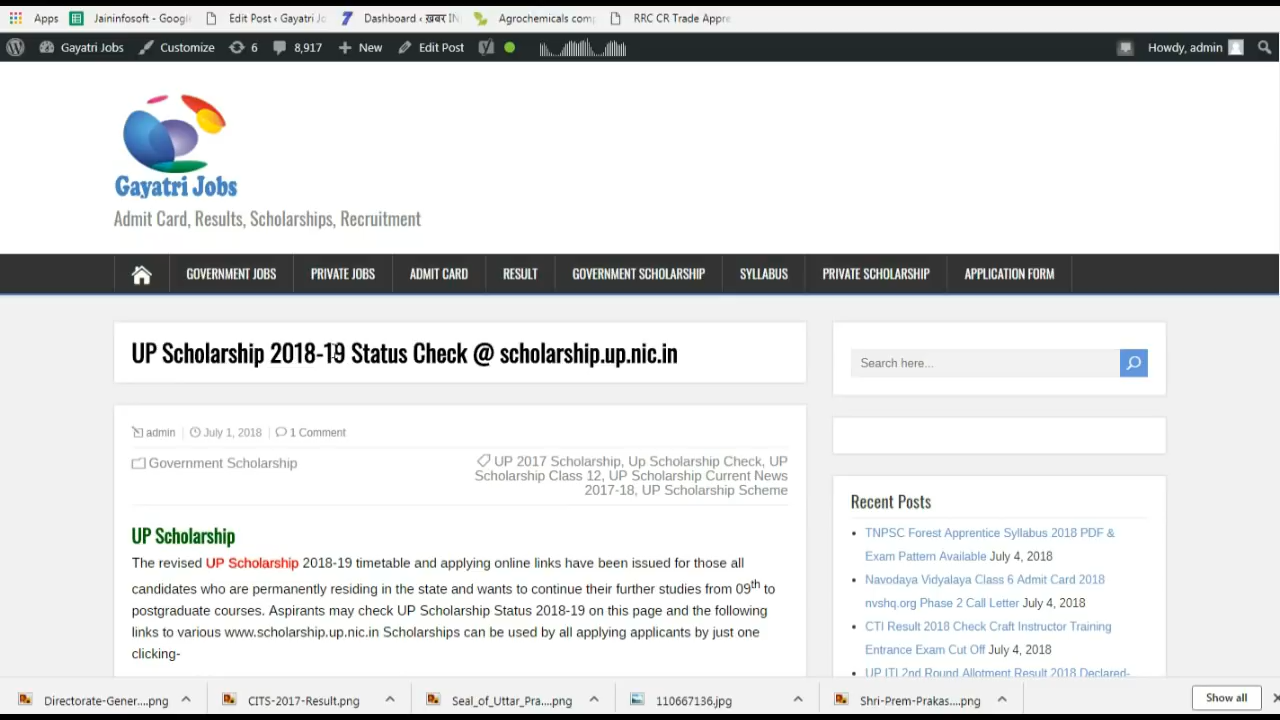 Apps Jaininfosoft - Googl Edit Post ‹ Gayatri Jo Dashboard ‹ ख़बर IN Agrochemicals com RRC CR Trade Appre
Gayatri Jobs Customize 6 8,917 New Edit Post Howdy, admin
Gayatri Jobs
Admit Card, Results, Scholarships, Recruitment
GOVERNMENT JOBS PRIVATE JOBS ADMIT CARD RESULT GOVERNMENT SCHOLARSHIP SYLLABUS PRIVATE SCHOLARSHIP APPLICATION FORM
UP Scholarship 2018-19 Status Check @ scholarship.up.nic.in
Search here...
admin July 1, 2018 1 Comment
Government Scholarship
UP 2017 Scholarship, Up Scholarship Check, UP
Scholarship Class 12, UP Scholarship Current News
2017-18, UP Scholarship Scheme
UP Scholarship
The revised UP Scholarship 2018-19 timetable and applying online links have been issued for those all
candidates who are permanently residing in the state and wants to continue their further studies from 09th to
postgraduate courses. Aspirants may check UP Scholarship Status 2018-19 on this page and the following
links to various www.scholarship.up.nic.in Scholarships can be used by all applying applicants by just one
clicking-
Recent Posts
TNPSC Forest Apprentice Syllabus 2018 PDF &
Exam Pattern Available July 4, 2018
Navodaya Vidyalaya Class 6 Admit Card 2018
nvshq.org Phase 2 Call Letter July 4, 2018
CTI Result 2018 Check Craft Instructor Training
Entrance Exam Cut Off July 4, 2018
UP ITI 2nd Round Allotment Result 2018 Declared-
Directorate-Gener....png CITS-2017-Result.png Seal_of_Uttar_Pra....png 110667136.jpg Shri-Prem-Prakas....png Show all